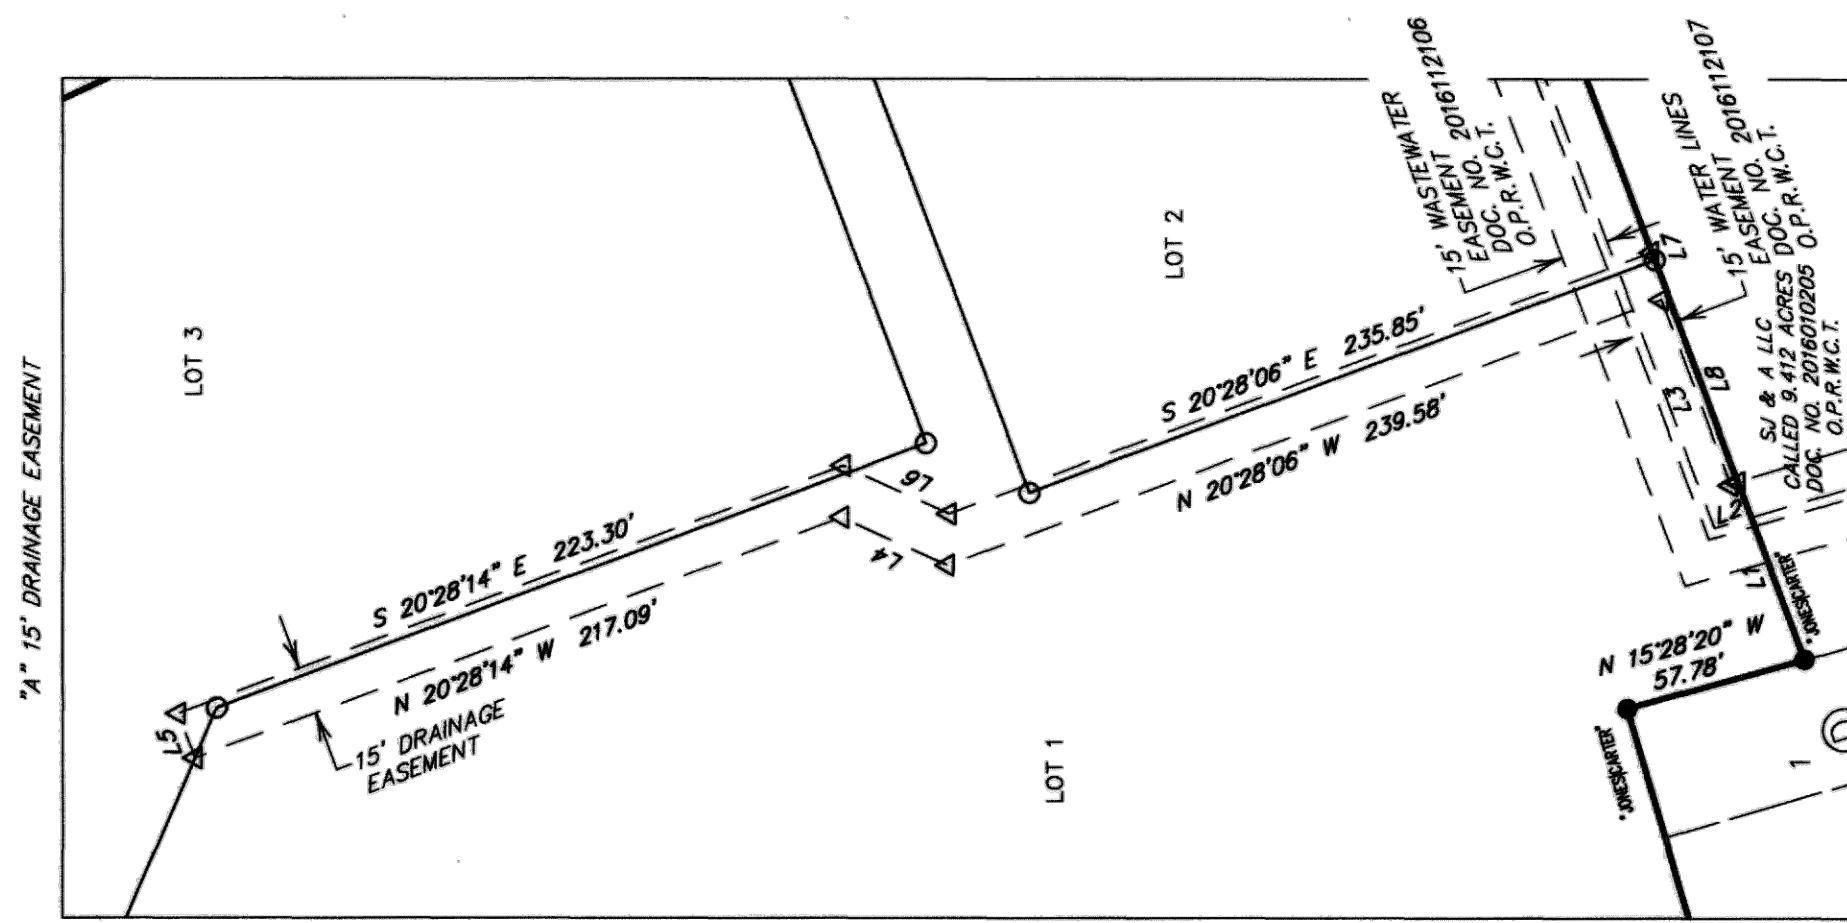 "A" 15' DRAINAGE EASEMENT
LOT 3
LOT 2
LOT 1
15' WASTEWATER
EASEMENT
DOC. NO. 2016112106
O.P.R.W.C.T.
15' WATER LINES
EASEMENT
DOC. NO. 2016112107
O.P.R.W.C.T.
SJ & A LLC
CALLED 9.412 ACRES
DOC. NO. 2016010205
O.P.R.W.C.T.
S 20°28'06" E 235.85'
N 20°28'06" W 239.58'
S 20°28'14" E 223.30'
N 20°28'14" W 217.09'
15' DRAINAGE
EASEMENT
N 15°28'20" W
57.78'
L1
L2
L3
L4
L5
L6
L7
L8
"JONES|CARTER"
"JONES|CARTER"
1
D